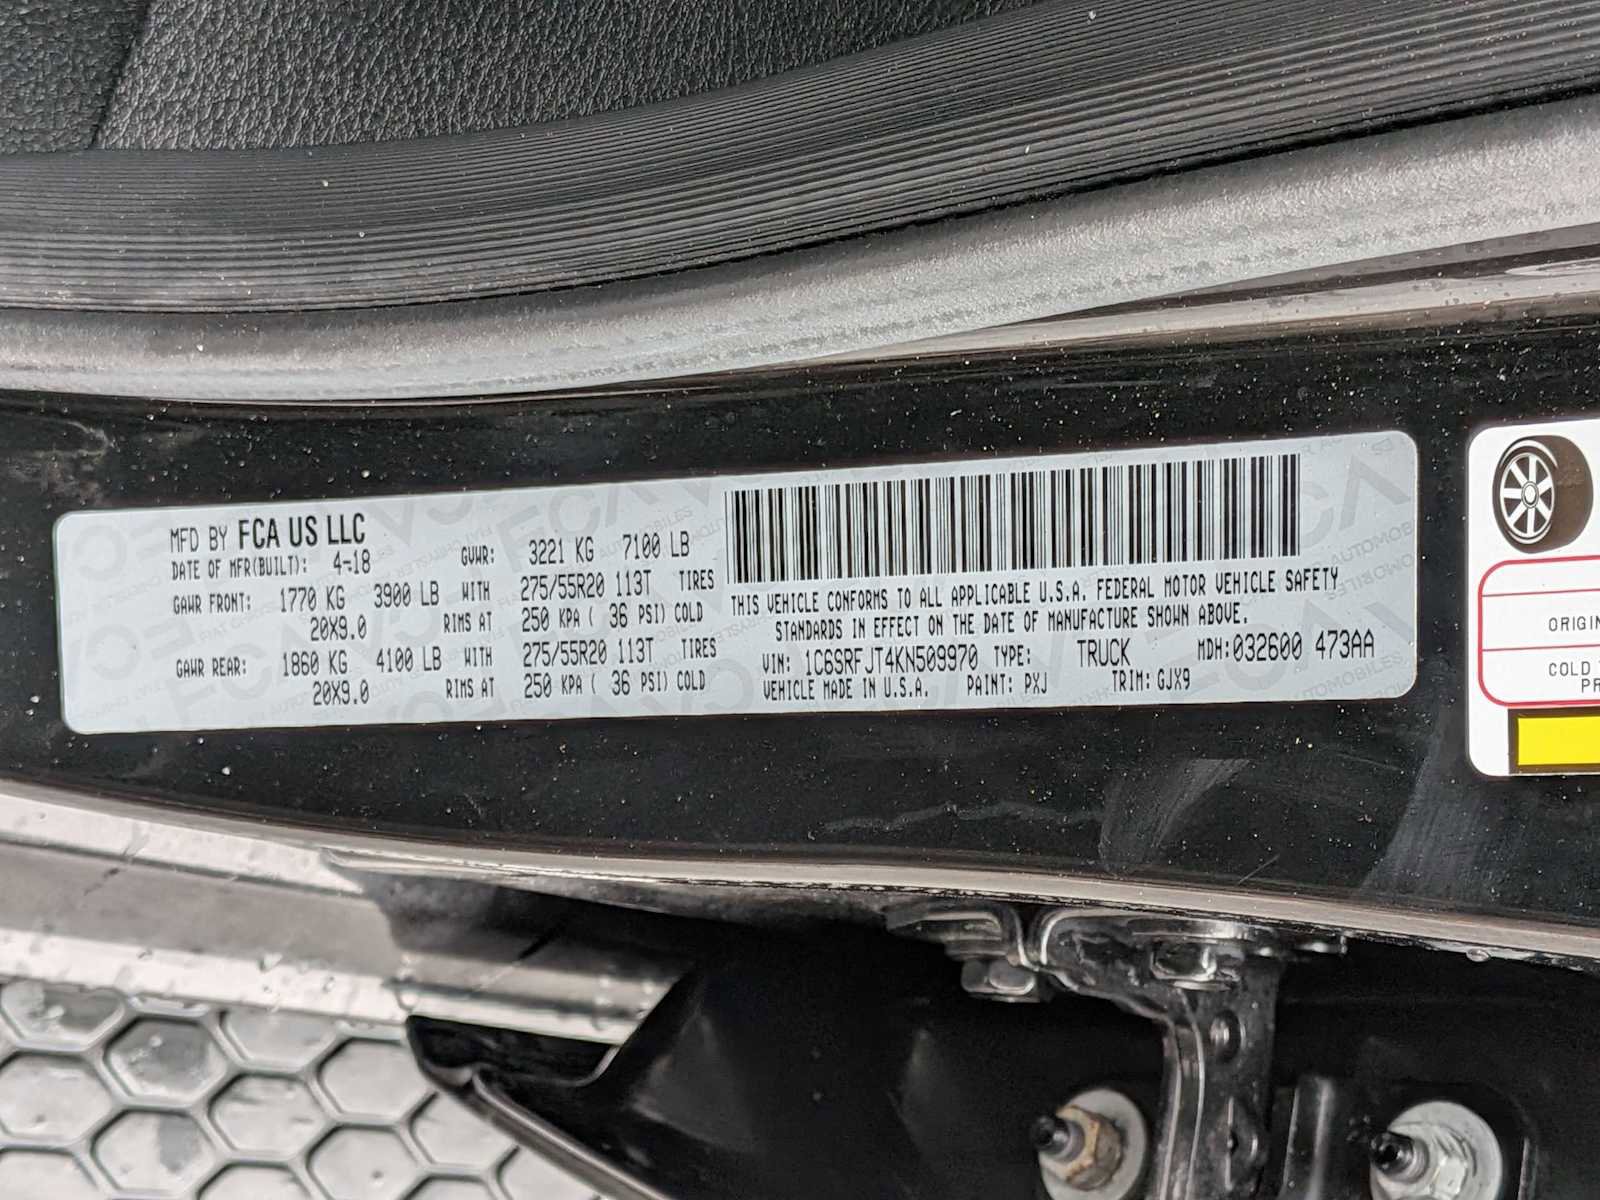 MFD BY FCA US LLC
DATE OF MFR(BUILT): 4-18 GVWR: 3221 KG 7100 LB
GAWR FRONT: 1770 KG 3900 LB WITH 275/55R20 113T TIRES
20X9.0 RIMS AT 250 KPA ( 36 PSI) COLD
GAWR REAR: 1860 KG 4100 LB WITH 275/55R20 113T TIRES
20X9.0 RIMS AT 250 KPA ( 36 PSI) COLD
THIS VEHICLE CONFORMS TO ALL APPLICABLE U.S.A. FEDERAL MOTOR VEHICLE SAFETY
STANDARDS IN EFFECT ON THE DATE OF MANUFACTURE SHOWN ABOVE.
VIN: 1C6SRFJT4KN509970 TYPE: TRUCK MDH:032600 473AA
VEHICLE MADE IN U.S.A. PAINT: PXJ TRIM: GJX9
ORIGIN
COLD T
PR